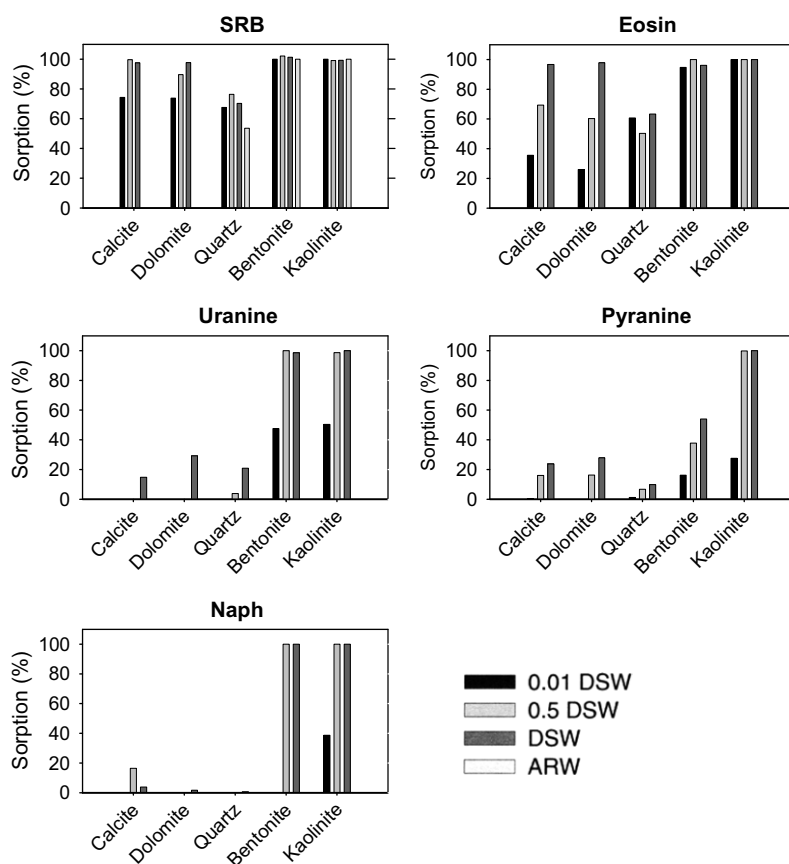 SRB
Sorption (%)
100
80
60
40
20
0
Calcite
Dolomite
Quartz
Bentonite
Kaolinite
Eosin
Sorption (%)
100
80
60
40
20
0
Calcite
Dolomite
Quartz
Bentonite
Kaolinite
Uranine
Sorption (%)
100
80
60
40
20
0
Calcite
Dolomite
Quartz
Bentonite
Kaolinite
Pyranine
Sorption (%)
100
80
60
40
20
0
Calcite
Dolomite
Quartz
Bentonite
Kaolinite
Naph
Sorption (%)
100
80
60
40
20
0
Calcite
Dolomite
Quartz
Bentonite
Kaolinite
0.01 DSW
0.5 DSW
DSW
ARW